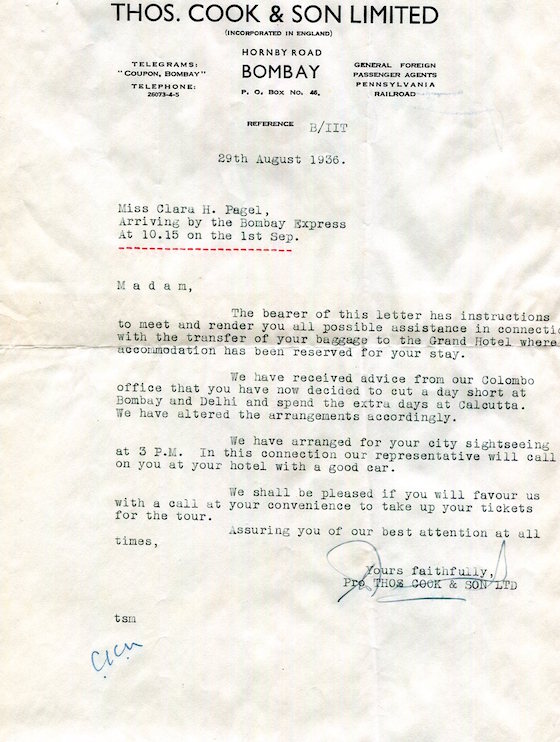 THOS. COOK & SON LIMITED
(INCORPORATED IN ENGLAND)
HORNBY ROAD
BOMBAY
P. O. BOX NO. 46.
TELEGRAMS:
"COUPON, BOMBAY"
TELEPHONE:
26073-4-5
GENERAL FOREIGN
PASSENGER AGENTS
PENNSYLVANIA
RAILROAD
REFERENCE B/IIT
29th August 1936.
Miss Clara H. Pagel,
Arriving by the Bombay Express
At 10.15 on the 1st Sep.
Madam,
The bearer of this letter has instructions
to meet and render you all possible assistance in connectio
with the transfer of your baggage to the Grand Hotel where
accommodation has been reserved for your stay.
We have received advice from our Colombo
office that you have now decided to cut a day short at
Bombay and Delhi and spend the extra days at Calcutta.
We have altered the arrangements accordingly.
We have arranged for your city sightseeing
at 3 P.M. In this connection our representative will call
on you at your hotel with a good car.
We shall be pleased if you will favour us
with a call at your convenience to take up your tickets
for the tour.
Assuring you of our best attention at all
times,
Yours faithfully,
Pro THOS COOK & SON LTD
tsm